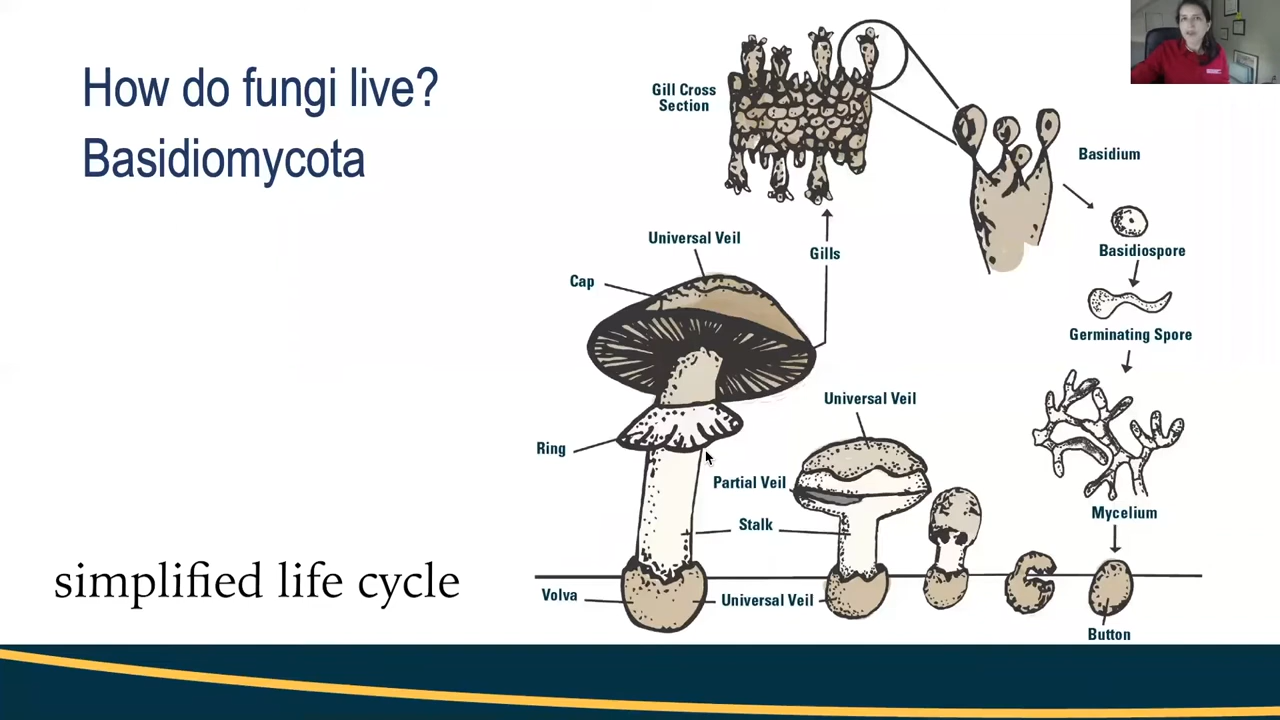 How do fungi live?
Basidiomycota
Gill Cross
Section
Basidium
Basidiospore
Universal Veil
Gills
Cap
Germinating Spore
Universal Veil
Ring
Partial Veil
Stalk
Mycelium
Volva
Universal Veil
Button
simplified life cycle